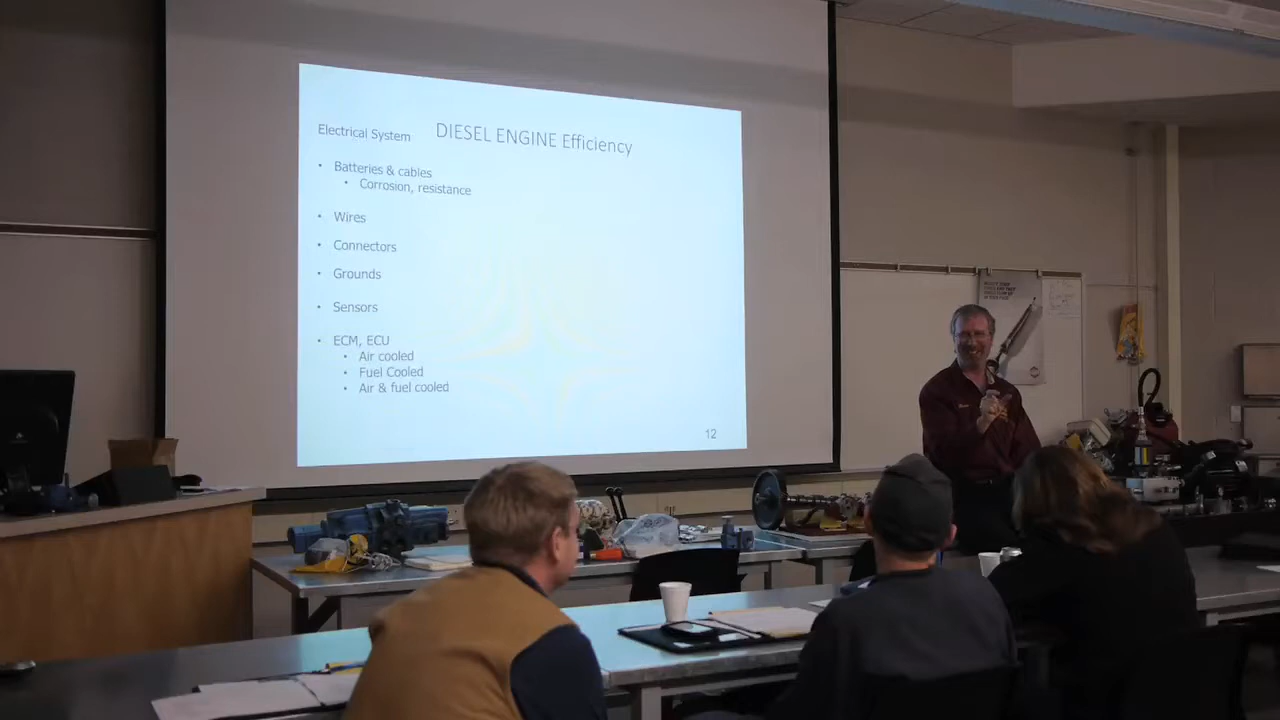 DIESEL ENGINE Efficiency
Electrical System
• Batteries & cables
• Corrosion, resistance
• Wires
• Connectors
• Grounds
• Sensors
• ECM, ECU
• Air cooled
• Fuel Cooled
• Air & fuel cooled
12